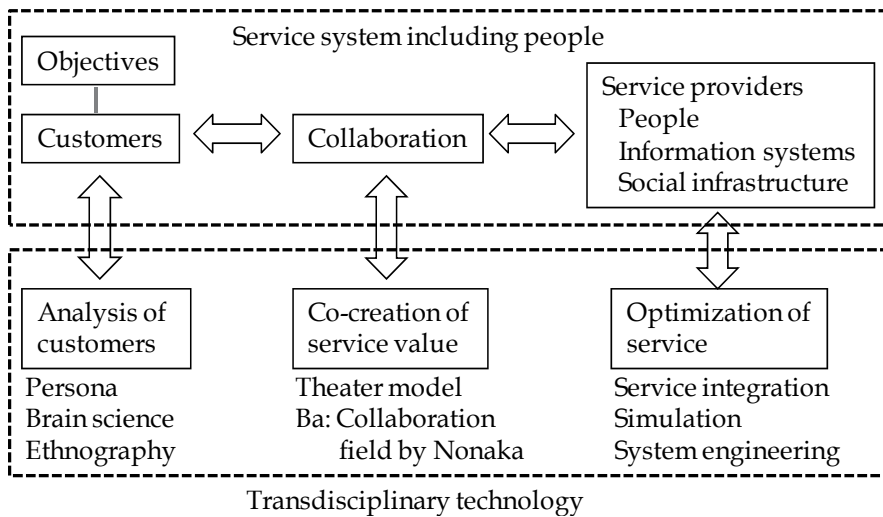 Service system including people
Objectives
Customers
Collaboration
Service providers
People
Information systems
Social infrastructure
Analysis of
customers
Persona
Brain science
Ethnography
Co-creation of
service value
Theater model
Ba: Collaboration
field by Nonaka
Optimization of
service
Service integration
Simulation
System engineering
Transdisciplinary technology